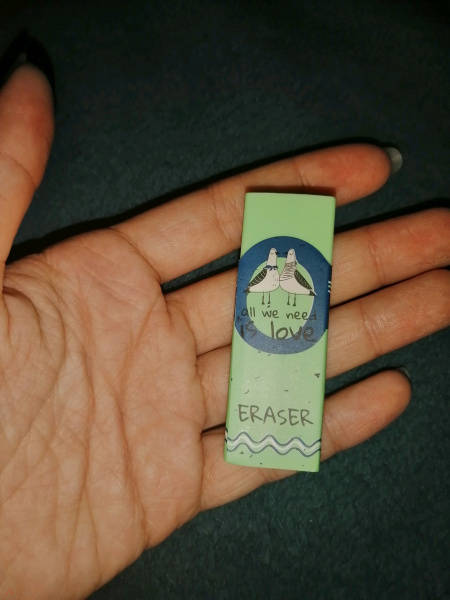 all we need
is love
ERASER